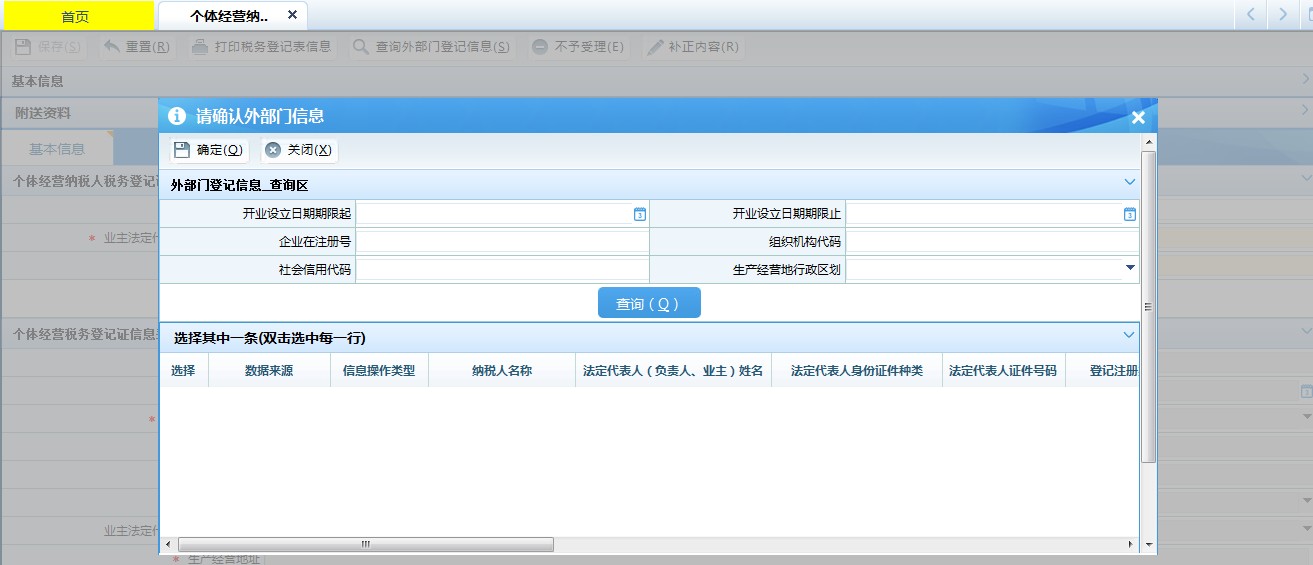 首页 个体经营纳..
保存(S) 重置(R) 打印税务登记表信息 查询外部门登记信息(S) 不予受理(E) 补正内容(R)
基本信息
附送资料
请确认外部门信息
基本信息
确定(Q) 关闭(X)
个体经营纳税人税务登记
外部门登记信息_查询区
开业设立日期期限起 开业设立日期期限止
* 业主法定代
企业在注册号 组织机构代码
社会信用代码 生产经营地行政区划
查询(Q)
个体经营税务登记证信息
选择其中一条(双击选中每一行)
选择 数据来源 信息操作类型 纳税人名称 法定代表人(负责人、业主)姓名 法定代表人身份证件种类 法定代表人证件号码 登记注册
*
业主法定代
* 生产经营地址